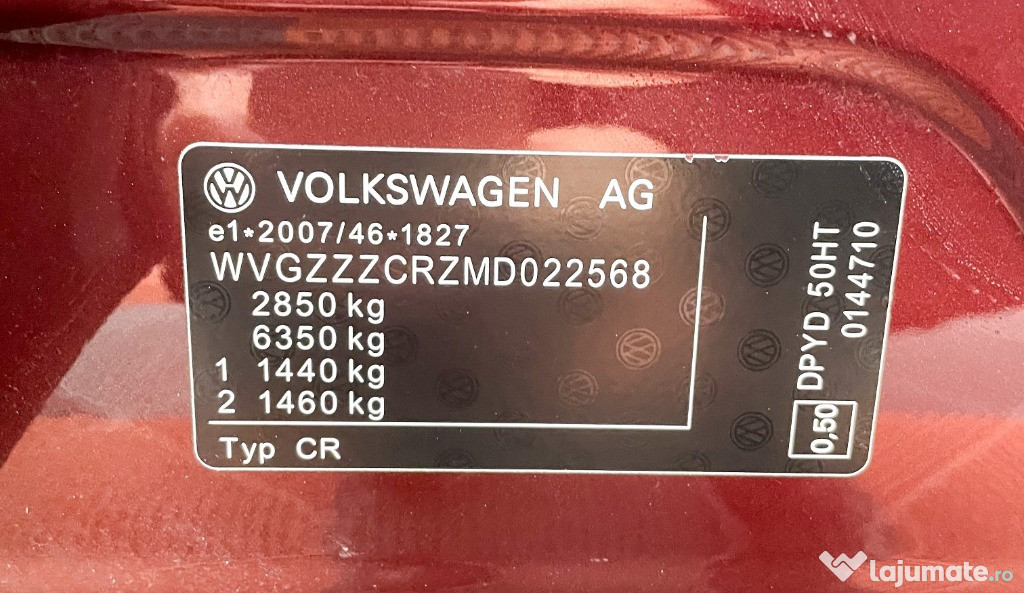 VOLKSWAGEN AG
e1*2007/46*1827
WVGZZZCRZMD022568
2850 kg
6350 kg
1 1440 kg
2 1460 kg
Typ CR
DPYD 50HT
0144710
0,50
lajumate.ro